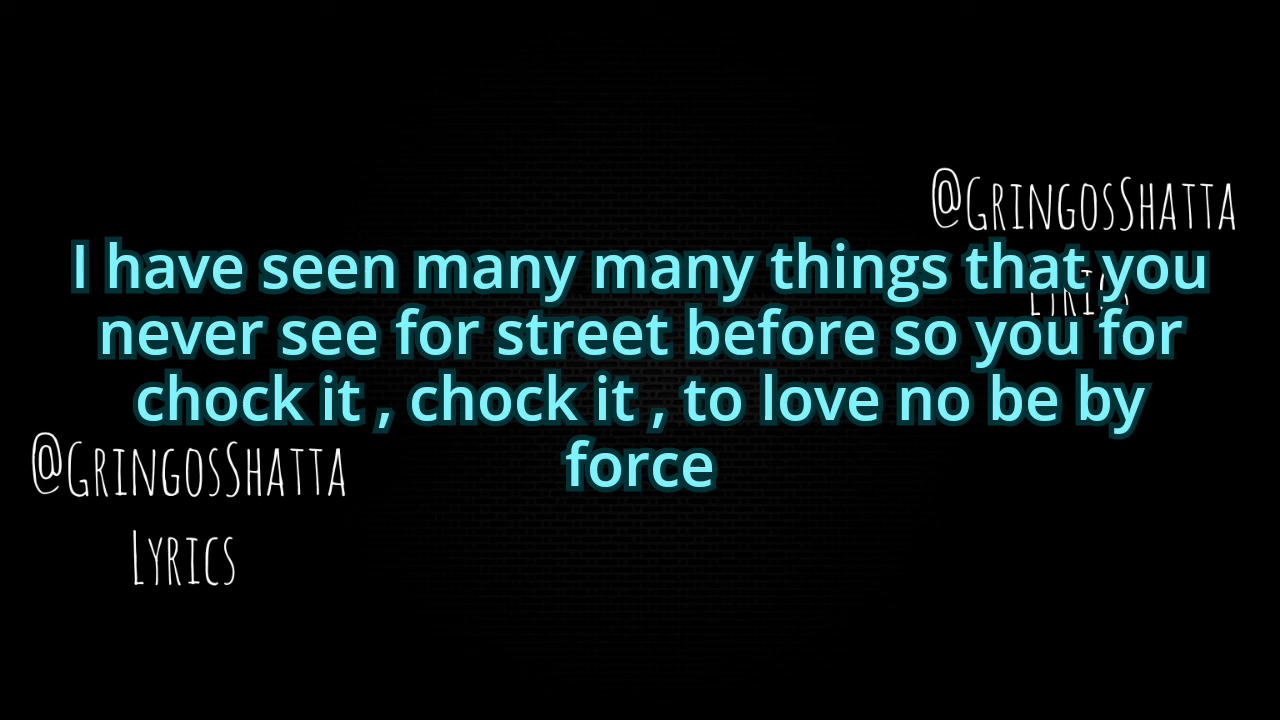 @GringosShatta
Lyrics
I have seen many many things that you
never see for street before so you for
chock it , chock it , to love no be by
force
@GringosShatta
Lyrics